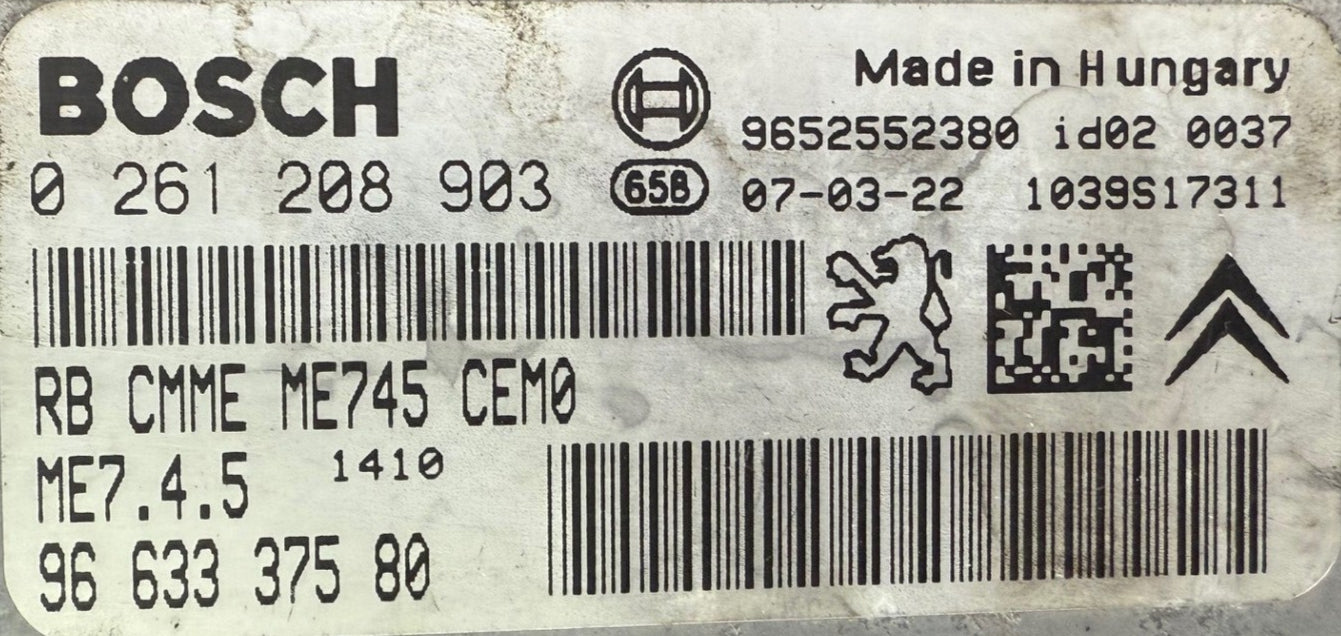 BOSCH
Made in Hungary
9652552380 id02 0037
0 261 208 903
65B
07-03-22 1039S17311
RB CMME ME745 CEM0
ME7.4.5 1410
96 633 375 80